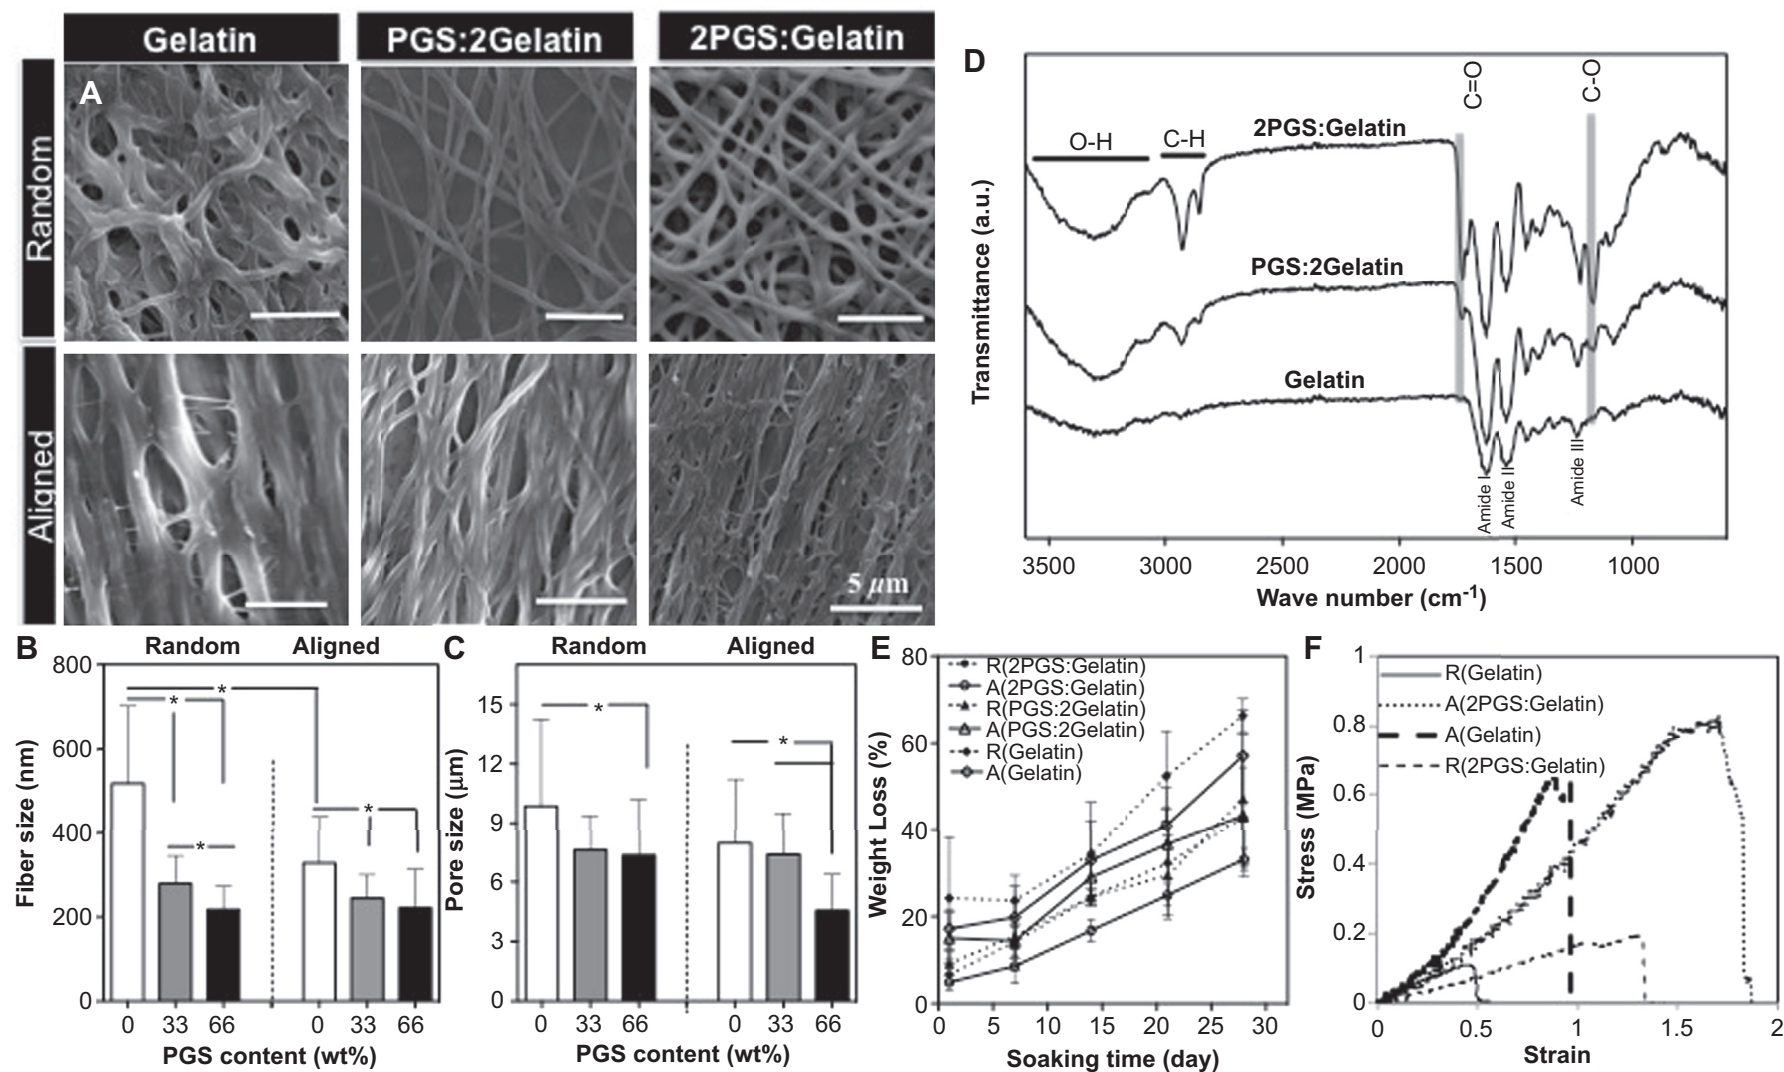 Gelatin PGS:2Gelatin 2PGS:Gelatin
Random
Aligned
A
5 µm
B
Random Aligned
Fiber size (nm)
800
600
400
200
0
*
*
*
*
0 33 66 0 33 66
PGS content (wt%)
C
Random Aligned
Pore size (µm)
15
12
9
6
3
0
*
*
0 33 66 0 33 66
PGS content (wt%)
D
O-H
C-H
C=O
C-O
2PGS:Gelatin
PGS:2Gelatin
Gelatin
Amide I
Amide II
Amide III
Transmittance (a.u.)
3500 3000 2500 2000 1500 1000
Wave number (cm-1)
E
R(2PGS:Gelatin)
A(2PGS:Gelatin)
R(PGS:2Gelatin)
A(PGS:2Gelatin)
R(Gelatin)
A(Gelatin)
Weight Loss (%)
80
60
40
20
0
0 5 10 15 20 25 30
Soaking time (day)
F
R(Gelatin)
A(2PGS:Gelatin)
A(Gelatin)
R(2PGS:Gelatin)
Stress (MPa)
1
0.8
0.6
0.4
0.2
0
0 0.5 1 1.5 2
Strain